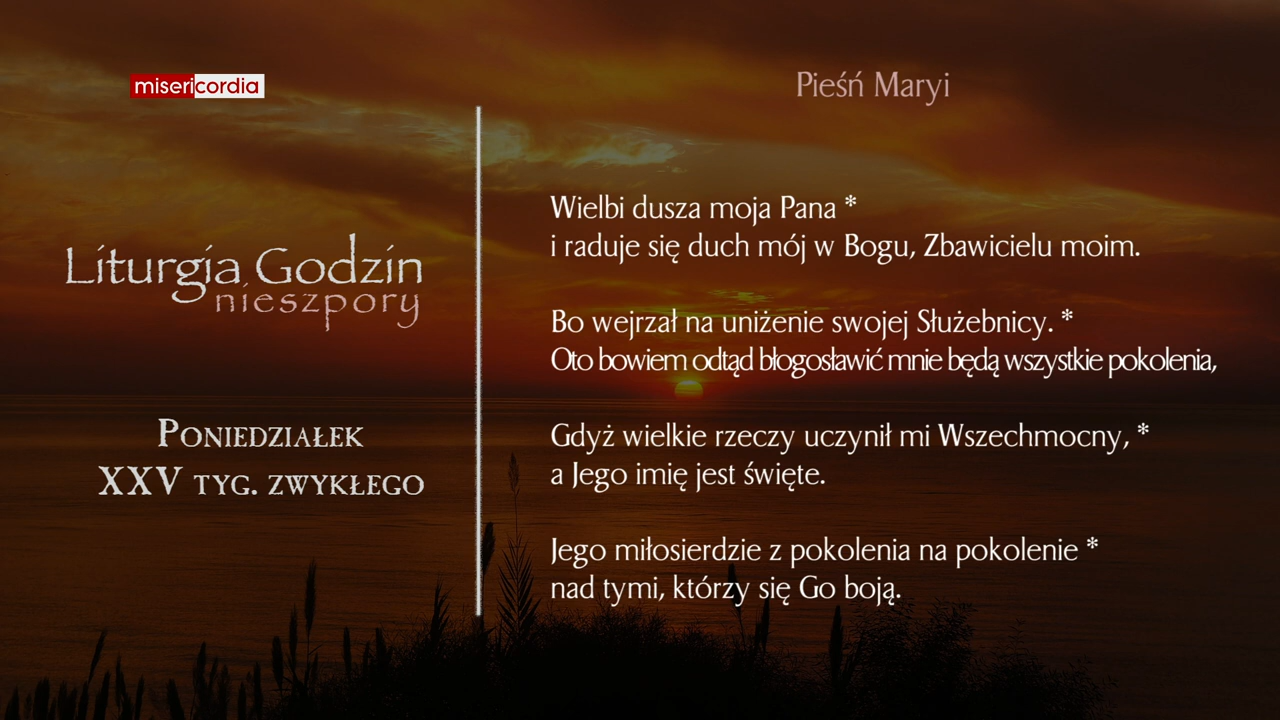 misericordia
Liturgia Godzin
nieszpory
Poniedziałek
XXV tyg. zwykłego
Pieśń Maryi
Wielbi dusza moja Pana *
i raduje się duch mój w Bogu, Zbawicielu moim.
Bo wejrzał na uniżenie swojej Służebnicy. *
Oto bowiem odtąd błogosławić mnie będą wszystkie pokolenia,
Gdyż wielkie rzeczy uczynił mi Wszechmocny, *
a Jego imię jest święte.
Jego miłosierdzie z pokolenia na pokolenie *
nad tymi, którzy się Go boją.